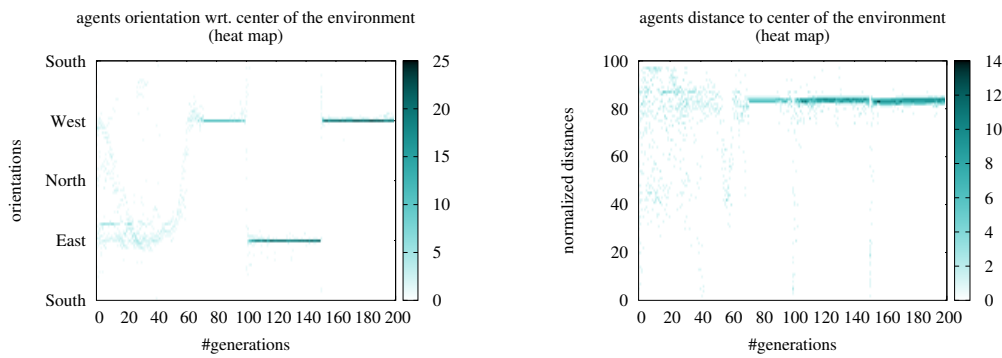 agents orientation wrt. center of the environment
(heat map)
South
West
North
East
South
orientations
0 20 40 60 80 100 120 140 160 180 200
#generations
25
20
15
10
5
0
agents distance to center of the environment
(heat map)
100
80
60
40
20
0
normalized distances
0 20 40 60 80 100 120 140 160 180 200
#generations
14
12
10
8
6
4
2
0